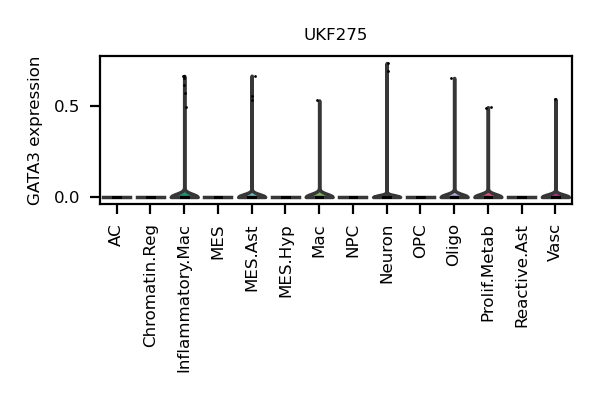 UKF275
GATA3 expression
0.5
0.0
AC
Chromatin.Reg
Inflammatory.Mac
MES
MES.Ast
MES.Hyp
Mac
NPC
Neuron
OPC
Oligo
Prolif.Metab
Reactive.Ast
Vasc